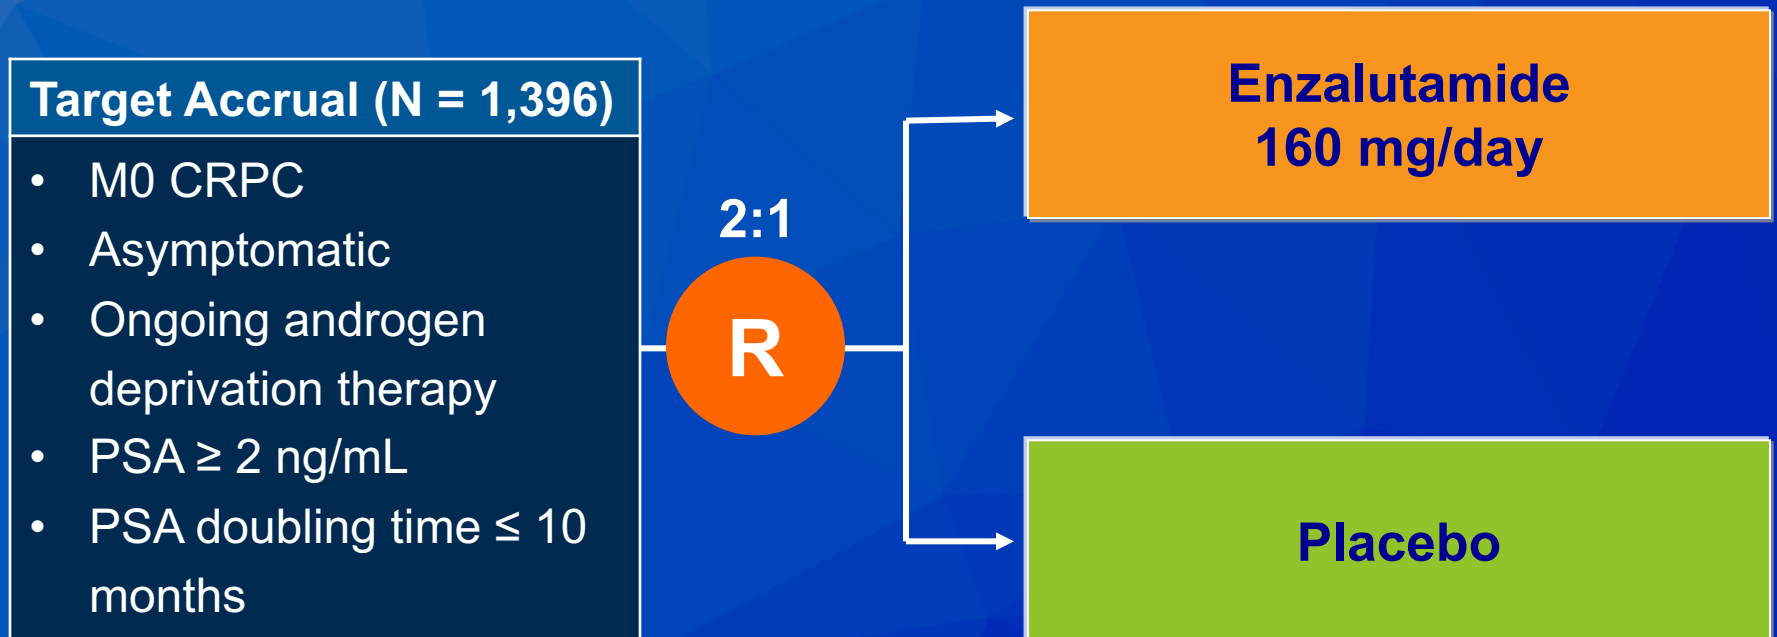 Target Accrual (N = 1,396)
• M0 CRPC
• Asymptomatic
• Ongoing androgen
deprivation therapy
• PSA ≥ 2 ng/mL
• PSA doubling time ≤ 10
months
2:1
R
Enzalutamide
160 mg/day
Placebo